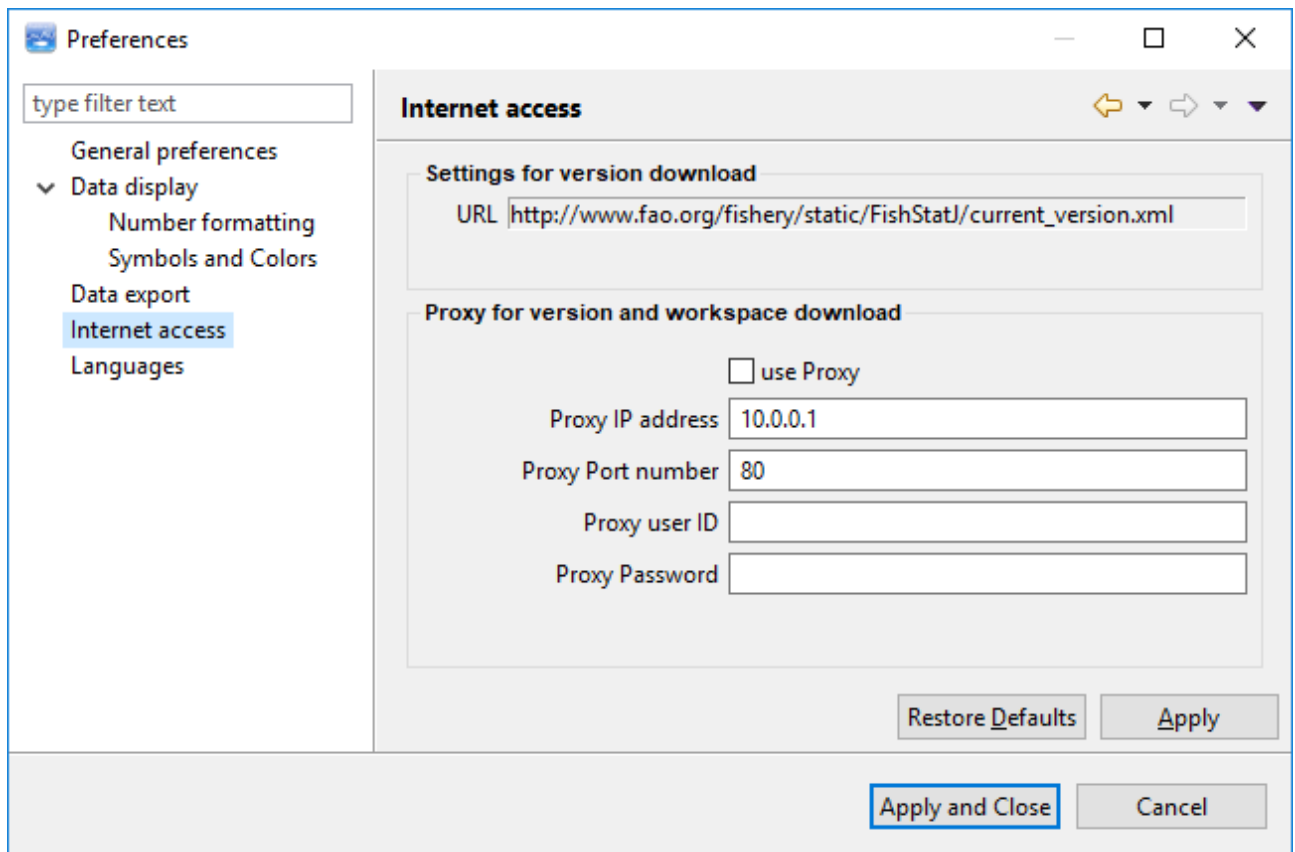 Preferences
type filter text
General preferences
Data display
Number formatting
Symbols and Colors
Data export
Internet access
Languages
Internet access
Settings for version download
URL http://www.fao.org/fishery/static/FishStatJ/current_version.xml
Proxy for version and workspace download
use Proxy
Proxy IP address 10.0.0.1
Proxy Port number 80
Proxy user ID
Proxy Password
Restore Defaults Apply
Apply and Close Cancel